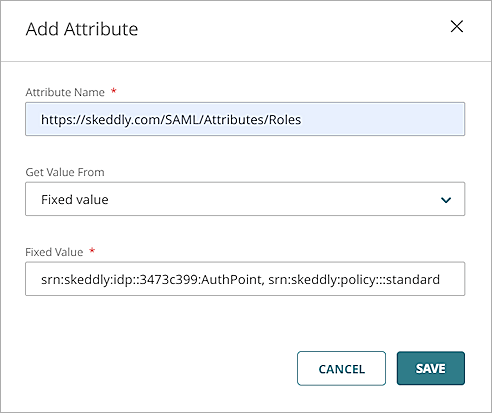 Add Attribute
Attribute Name *
https://skeddly.com/SAML/Attributes/Roles
Get Value From
Fixed value
Fixed Value *
srn:skeddly:idp::3473c399:AuthPoint, srn:skeddly:policy:::standard
CANCEL
SAVE